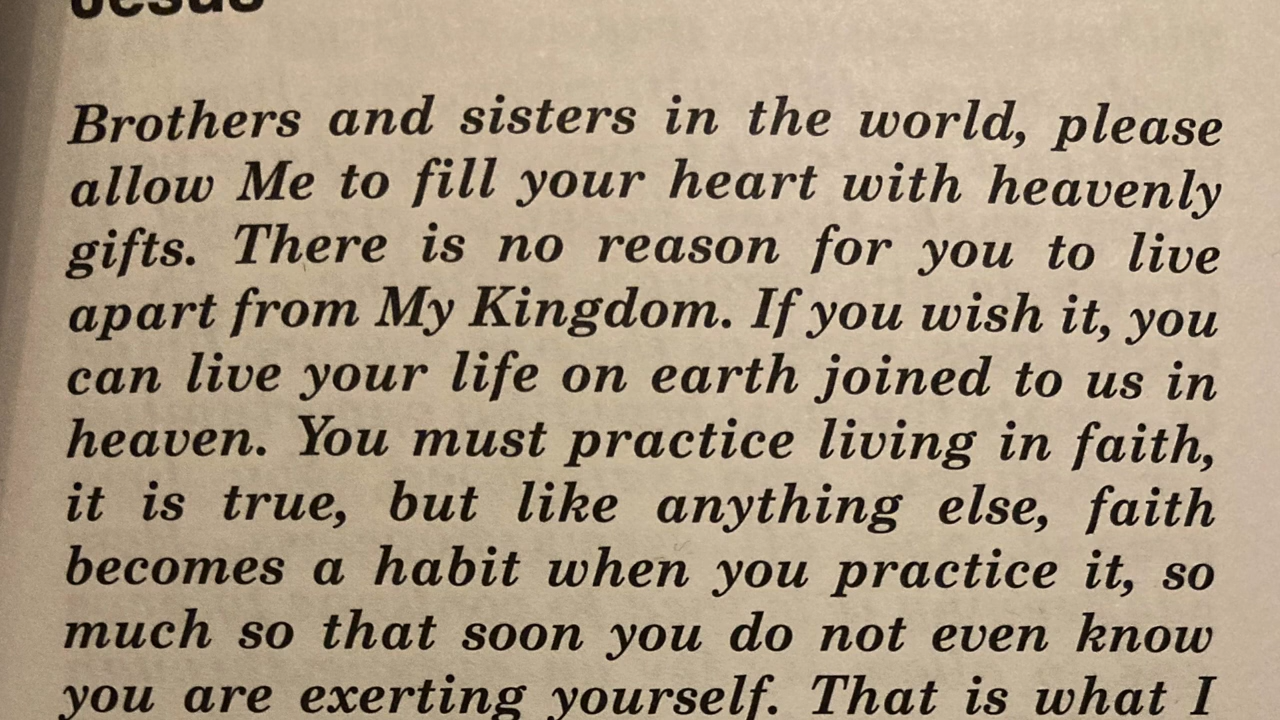 Jesus
Brothers and sisters in the world, please
allow Me to fill your heart with heavenly
gifts. There is no reason for you to live
apart from My Kingdom. If you wish it, you
can live your life on earth joined to us in
heaven. You must practice living in faith,
it is true, but like anything else, faith
becomes a habit when you practice it, so
much so that soon you do not even know
you are exerting yourself. That is what I